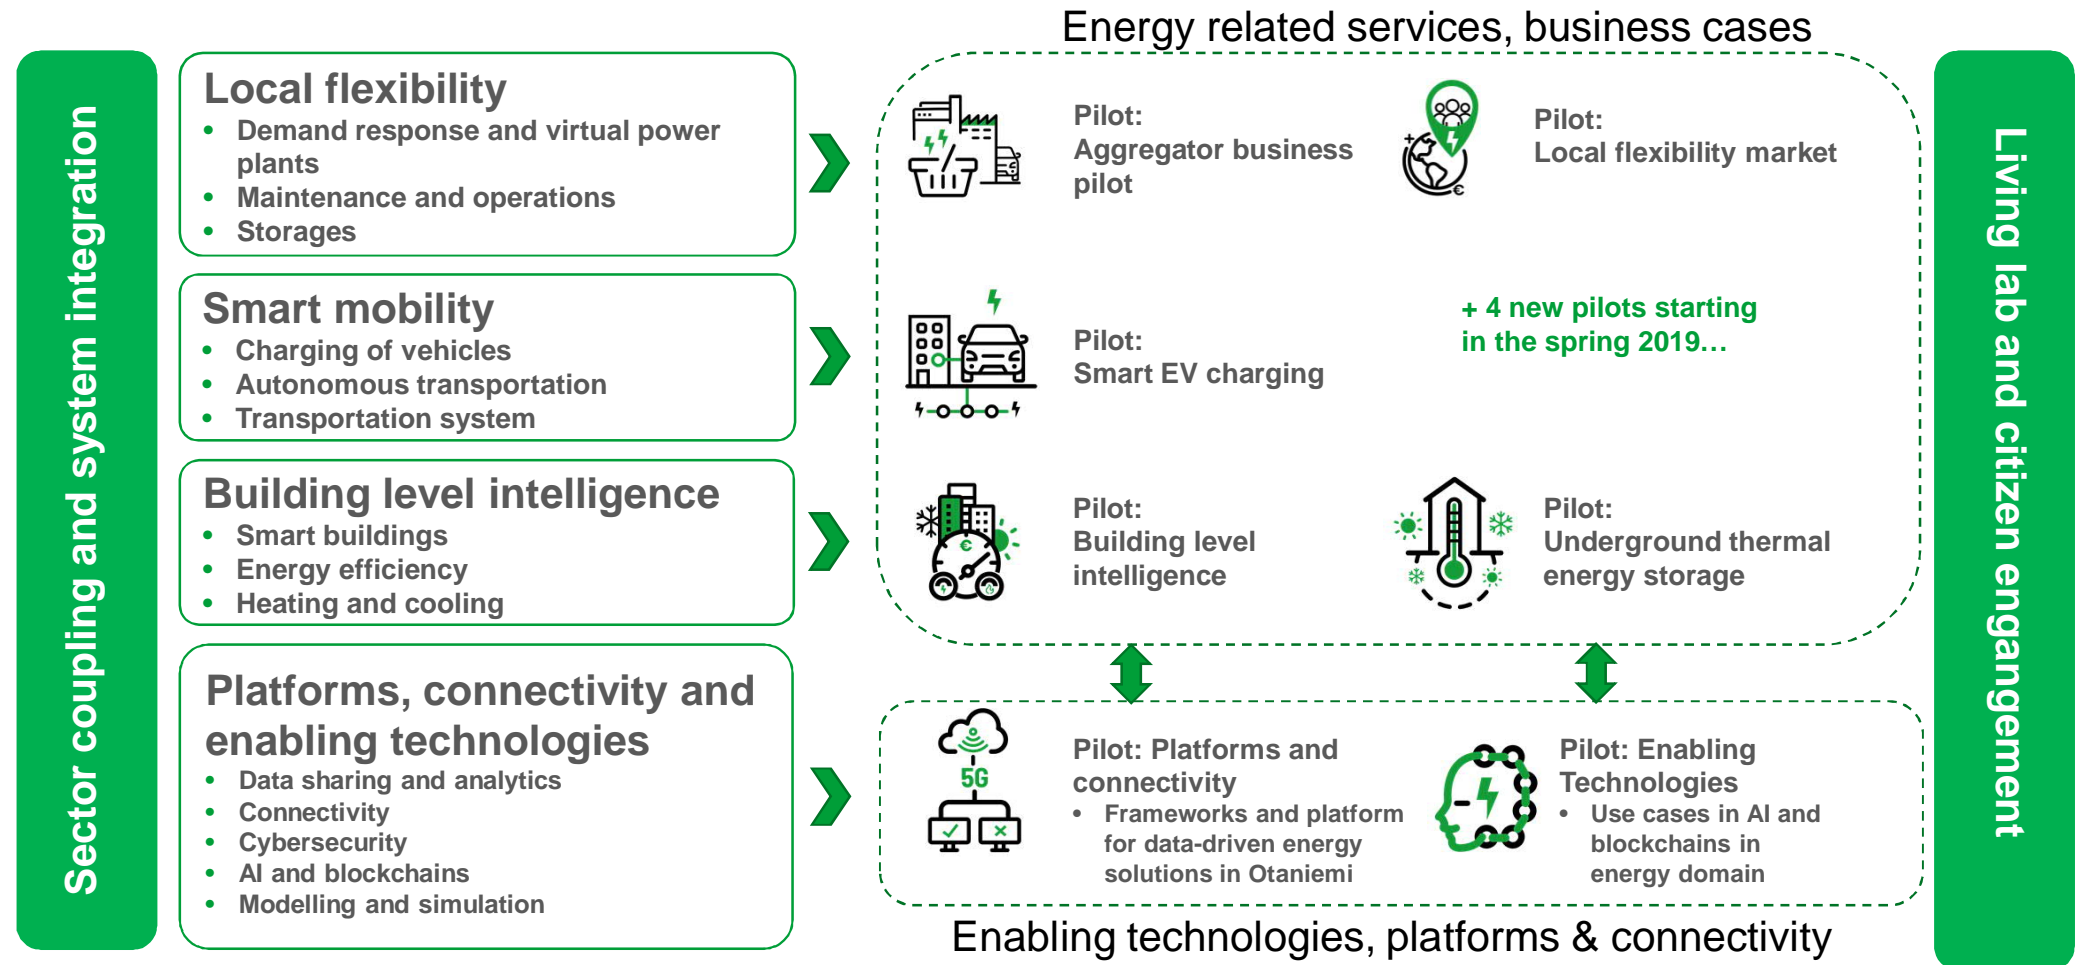 Energy related services, business cases
Sector coupling and system integration
Local flexibility
• Demand response and virtual power
plants
• Maintenance and operations
• Storages
Pilot:
Aggregator business
pilot
Pilot:
Local flexibility market
Smart mobility
• Charging of vehicles
• Autonomous transportation
• Transportation system
Pilot:
Smart EV charging
+ 4 new pilots starting
in the spring 2019…
Building level intelligence
• Smart buildings
• Energy efficiency
• Heating and cooling
Pilot:
Building level
intelligence
Pilot:
Underground thermal
energy storage
Platforms, connectivity and
enabling technologies
• Data sharing and analytics
• Connectivity
• Cybersecurity
• AI and blockchains
• Modelling and simulation
5G
Pilot: Platforms and
connectivity
• Frameworks and platform
for data-driven energy
solutions in Otaniemi
Pilot: Enabling
Technologies
• Use cases in AI and
blockchains in
energy domain
Enabling technologies, platforms & connectivity
Living lab and citizen engangement